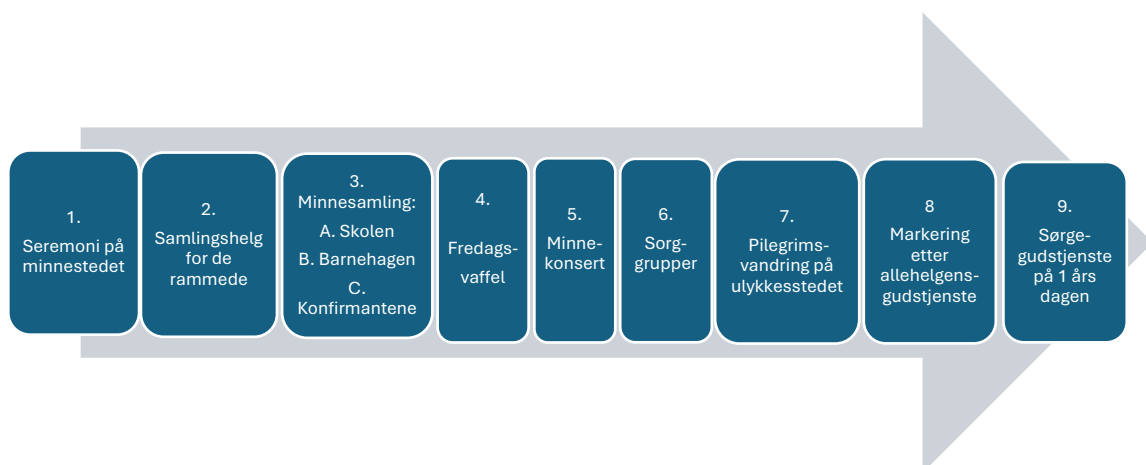 1.
Seremoni på
minnestedet
2.
Samlingshelg
for de
rammede
3.
Minnesamling:
A. Skolen
B. Barnehagen
C.
Konfirmantene
4.
Fredags-
vaffel
5.
Minne-
konsert
6.
Sorg-
grupper
7.
Pilegrims-
vandring på
ulykkesstedet
8
Markering
etter
allehelgens-
gudstjenste
9.
Sørge-
gudstjenste
på 1 års
dagen